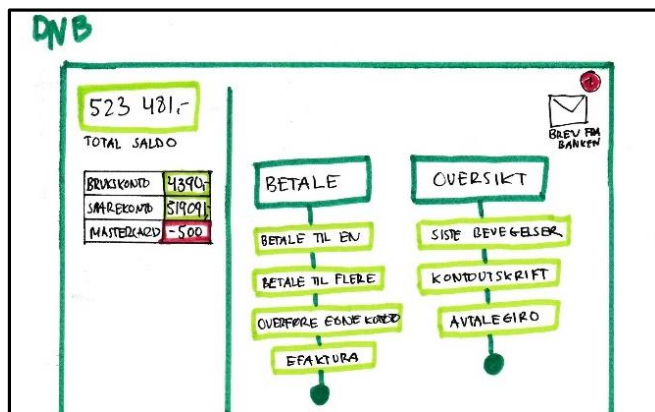 DNB
523 481,-
TOTAL SALDO
BRUKSKONTO 4390,-
SPAREKONTO 519091,-
MASTERCARD -500
BREV FRA
BANKEN
BETALE
BETALE TIL EN
BETALE TIL FLERE
OVERFØRE EGNE KONTO
EFAKTURA
OVERSIKT
SISTE BEVEGELSER
KONTOUTSKRIFT
AVTALEGIRO